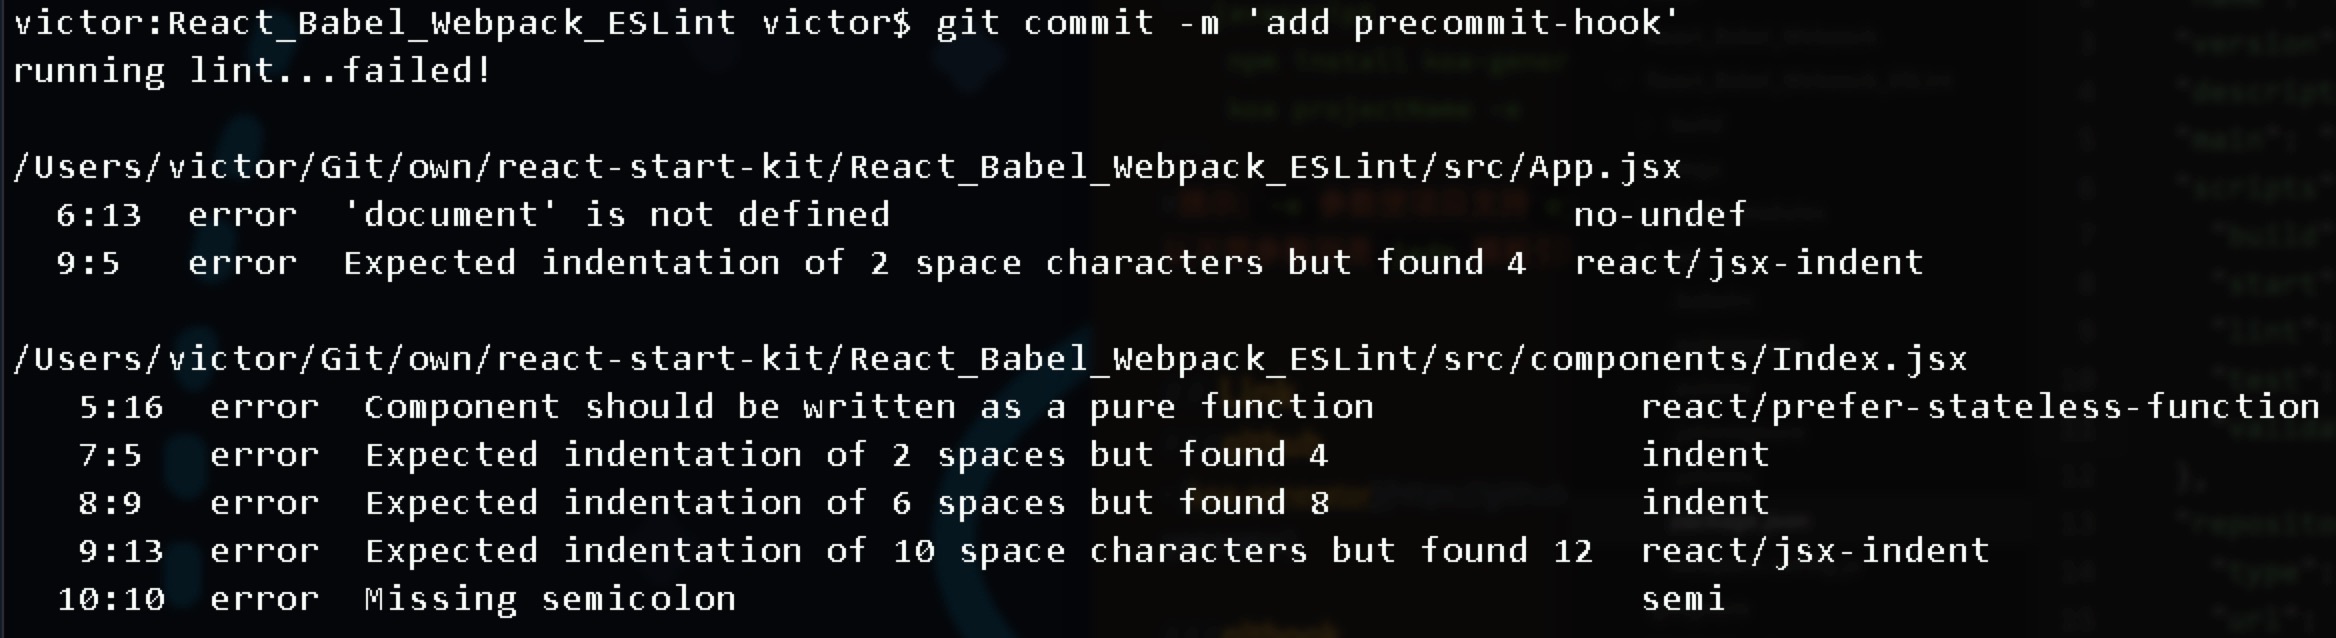 victor:React_Babel_Webpack_ESLint victor$ git commit -m 'add precommit-hook'
running lint...failed!
/Users/victor/Git/own/react-start-kit/React_Babel_Webpack_ESLint/src/App.jsx
6:13 error 'document' is not defined no-undef
9:5 error Expected indentation of 2 space characters but found 4 react/jsx-indent
/Users/victor/Git/own/react-start-kit/React_Babel_Webpack_ESLint/src/components/Index.jsx
5:16 error Component should be written as a pure function react/prefer-stateless-function
7:5 error Expected indentation of 2 spaces but found 4 indent
8:9 error Expected indentation of 6 spaces but found 8 indent
9:13 error Expected indentation of 10 space characters but found 12 react/jsx-indent
10:10 error Missing semicolon semi